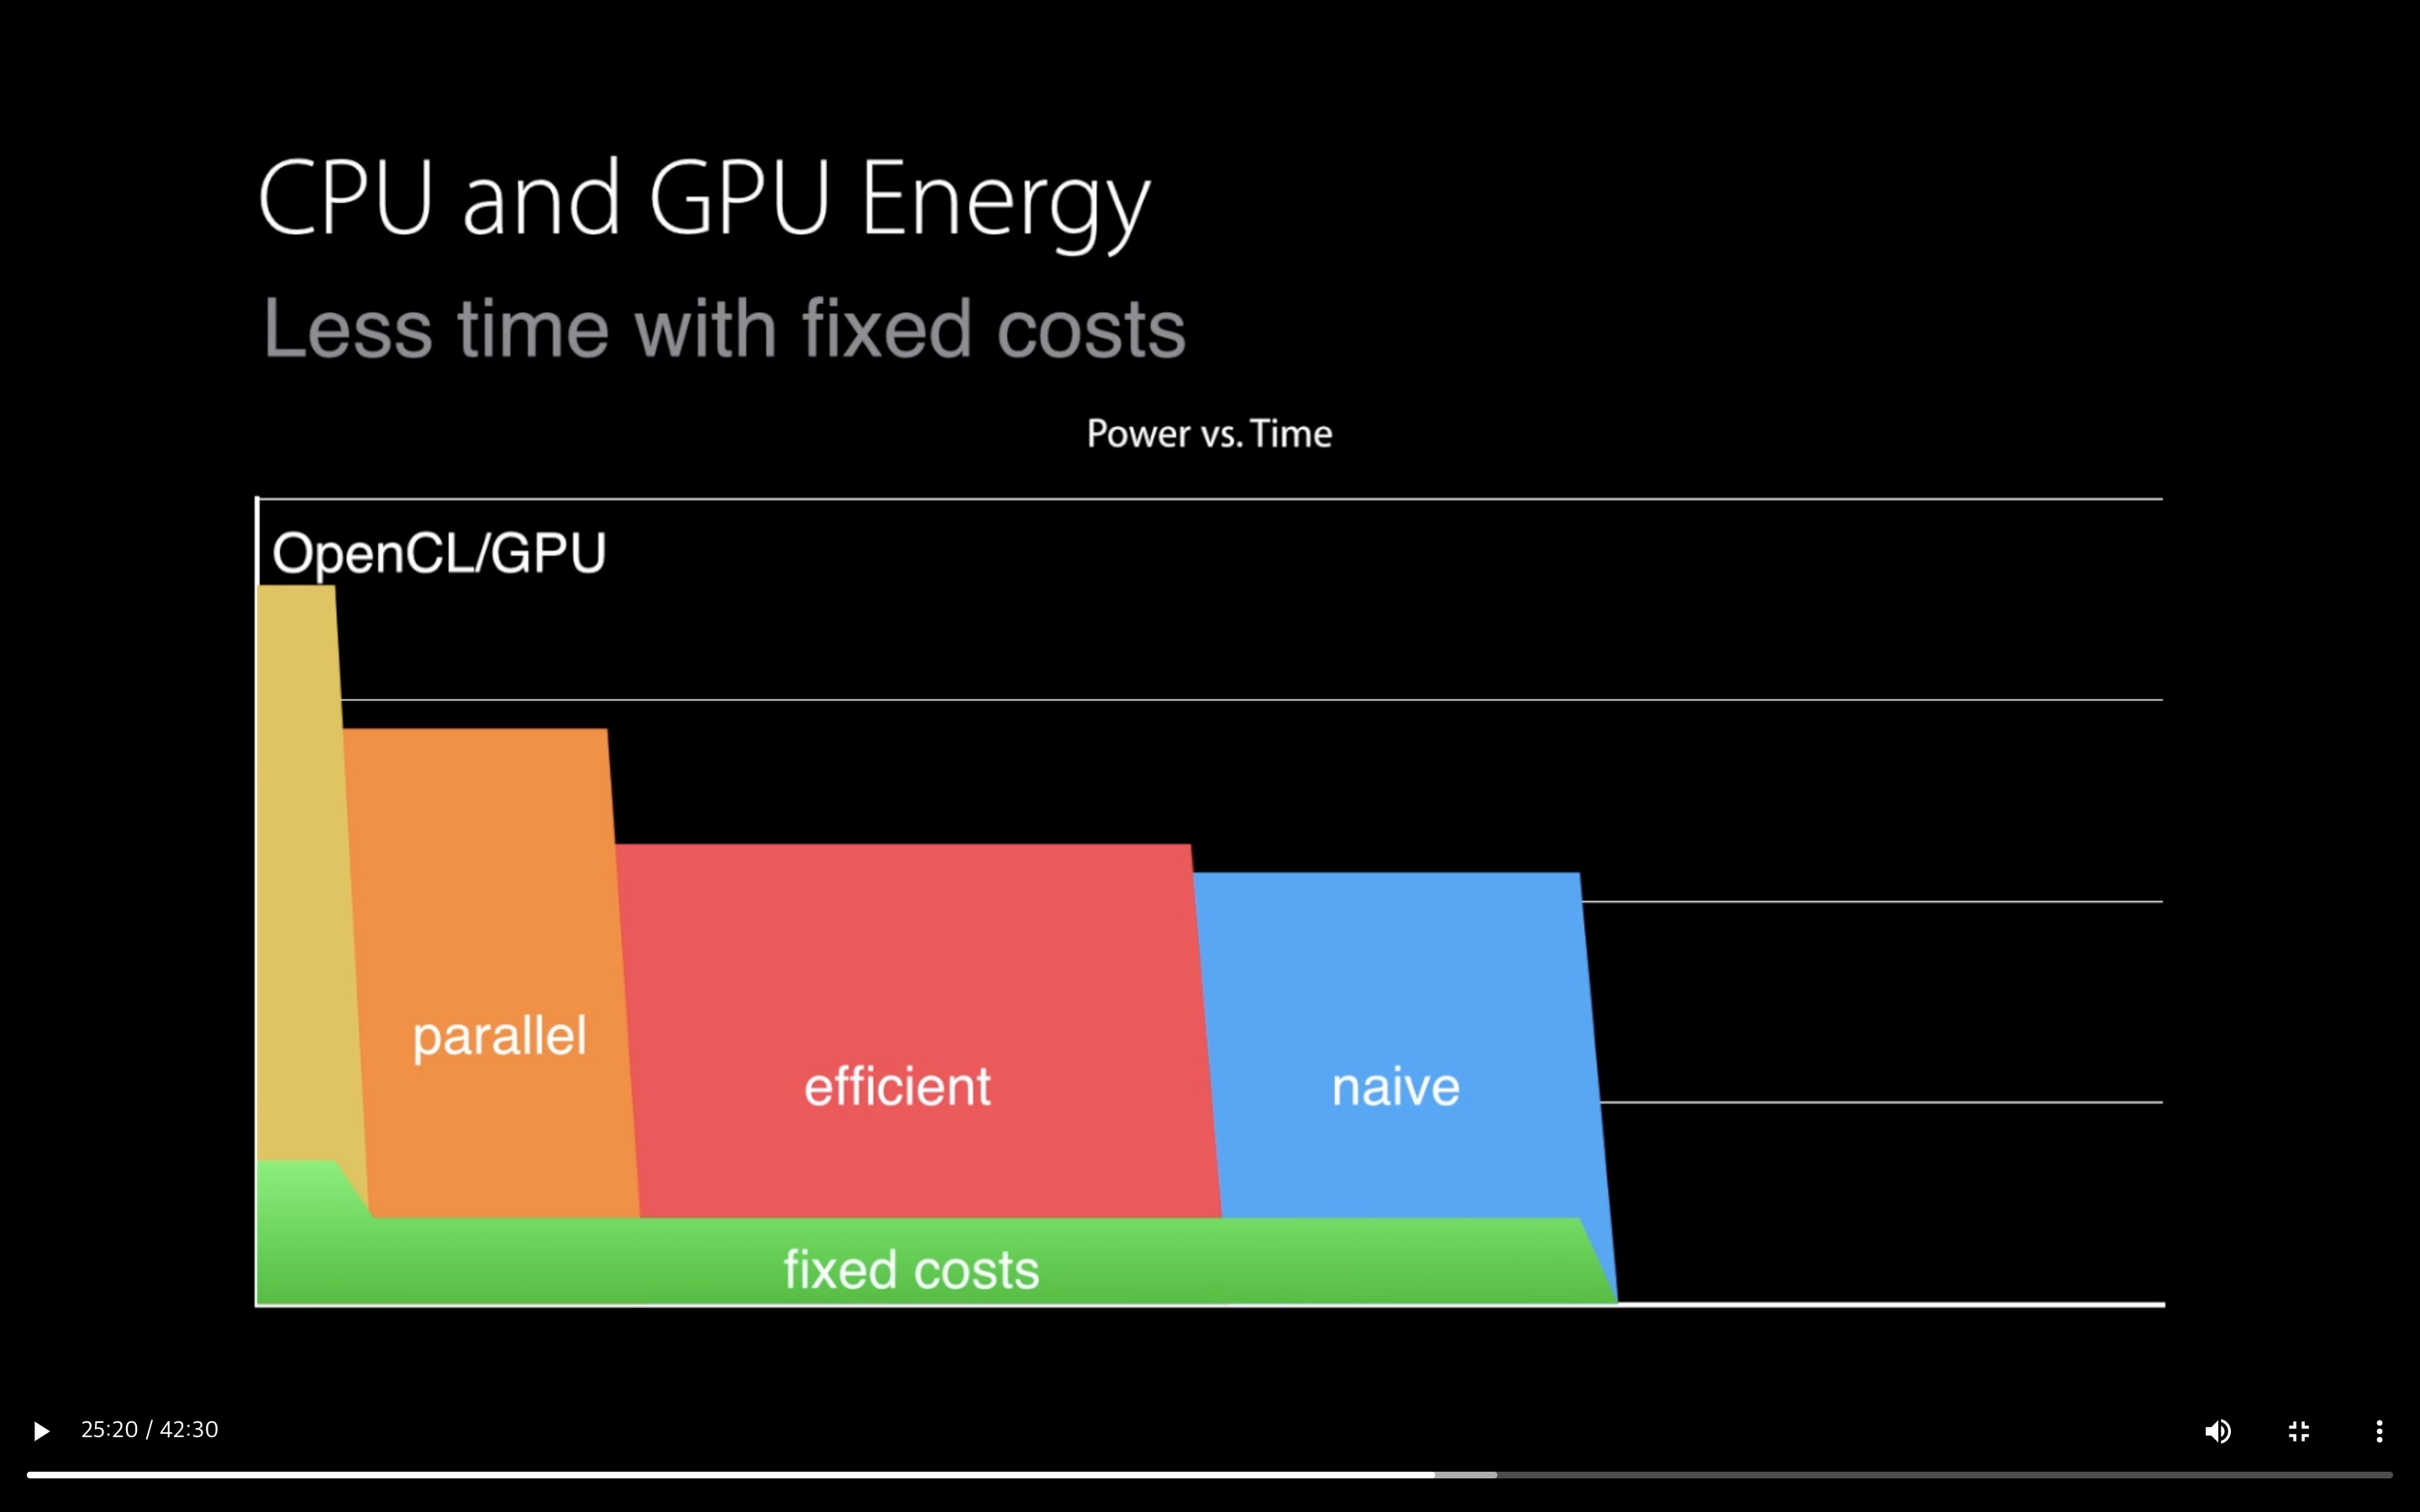 CPU and GPU Energy
Less time with fixed costs
Power vs. Time
OpenCL/GPU
parallel
efficient
naive
fixed costs
25:20 / 42:30